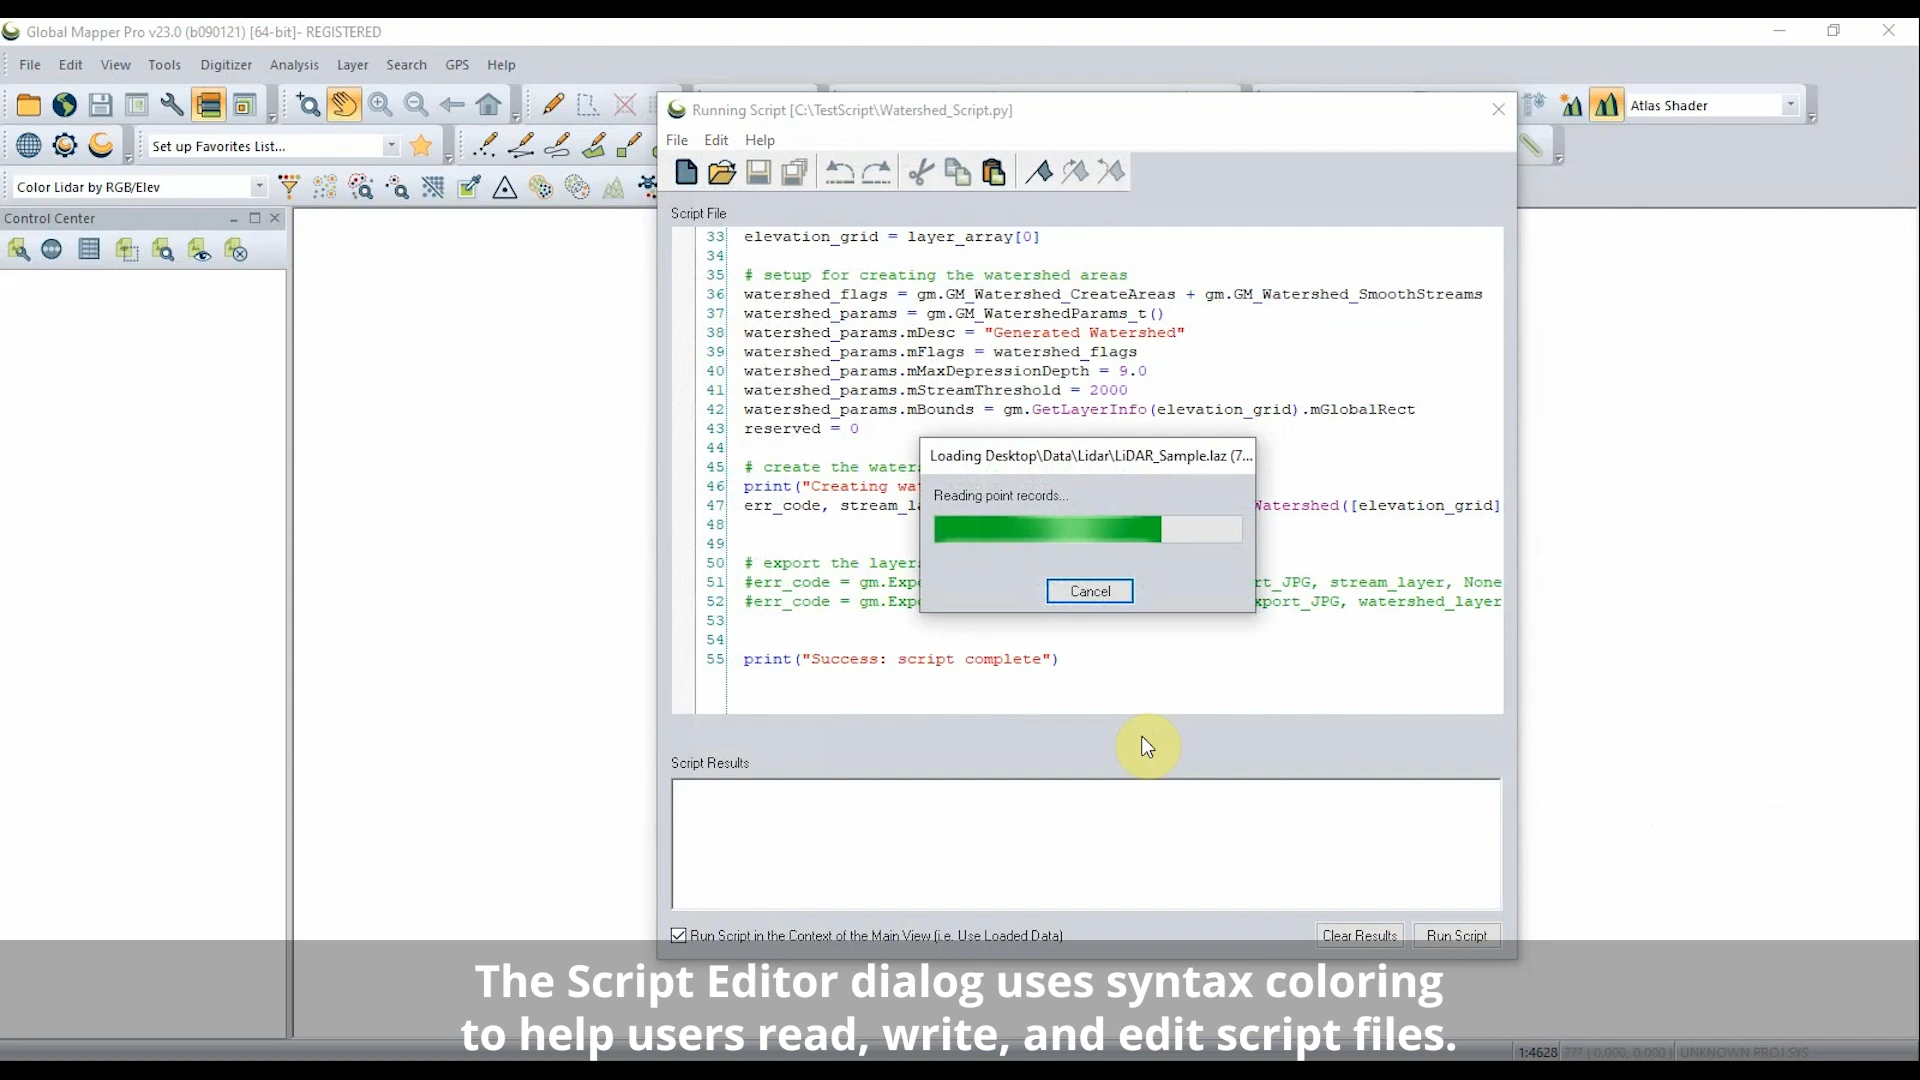 Global Mapper Pro v23.0 (b090121) [64-bit]- REGISTERED
File Edit View Tools Digitizer Analysis Layer Search GPS Help
Atlas Shader
Set up Favorites List...
Color Lidar by RGB/Elev
Control Center
Running Script [C:\TestScript\Watershed_Script.py]
File Edit Help
Script File
33 elevation_grid = layer_array[0]
34
35 # setup for creating the watershed areas
36 watershed_flags = gm.GM_Watershed_CreateAreas + gm.GM_Watershed_SmoothStreams
37 watershed_params = gm.GM_WatershedParams_t()
38 watershed_params.mDesc = "Generated Watershed"
39 watershed_params.mFlags = watershed_flags
40 watershed_params.mMaxDepressionDepth = 9.0
41 watershed_params.mStreamThreshold = 2000
42 watershed_params.mBounds = gm.GetLayerInfo(elevation_grid).mGlobalRect
43 reserved = 0
44
45 # create the water
46 print("Creating wa
47 err_code, stream_la Watershed([elevation_grid]
48
49
50 # export the layer
51 #err_code = gm.Expo rt_JPG, stream_layer, None
52 #err_code = gm.Expo xport_JPG, watershed_layer
53
54
55 print("Success: script complete")
Loading Desktop\Data\Lidar\LiDAR_Sample.laz (7...
Reading point records...
Cancel
Script Results
Run Script in the Context of the Main View (i.e. Use Loaded Data)
Clear Results Run Script
The Script Editor dialog uses syntax coloring
to help users read, write, and edit script files.
1:4628 ??? ( 0.000, 0.000 ) UNKNOWN PROJ SYS